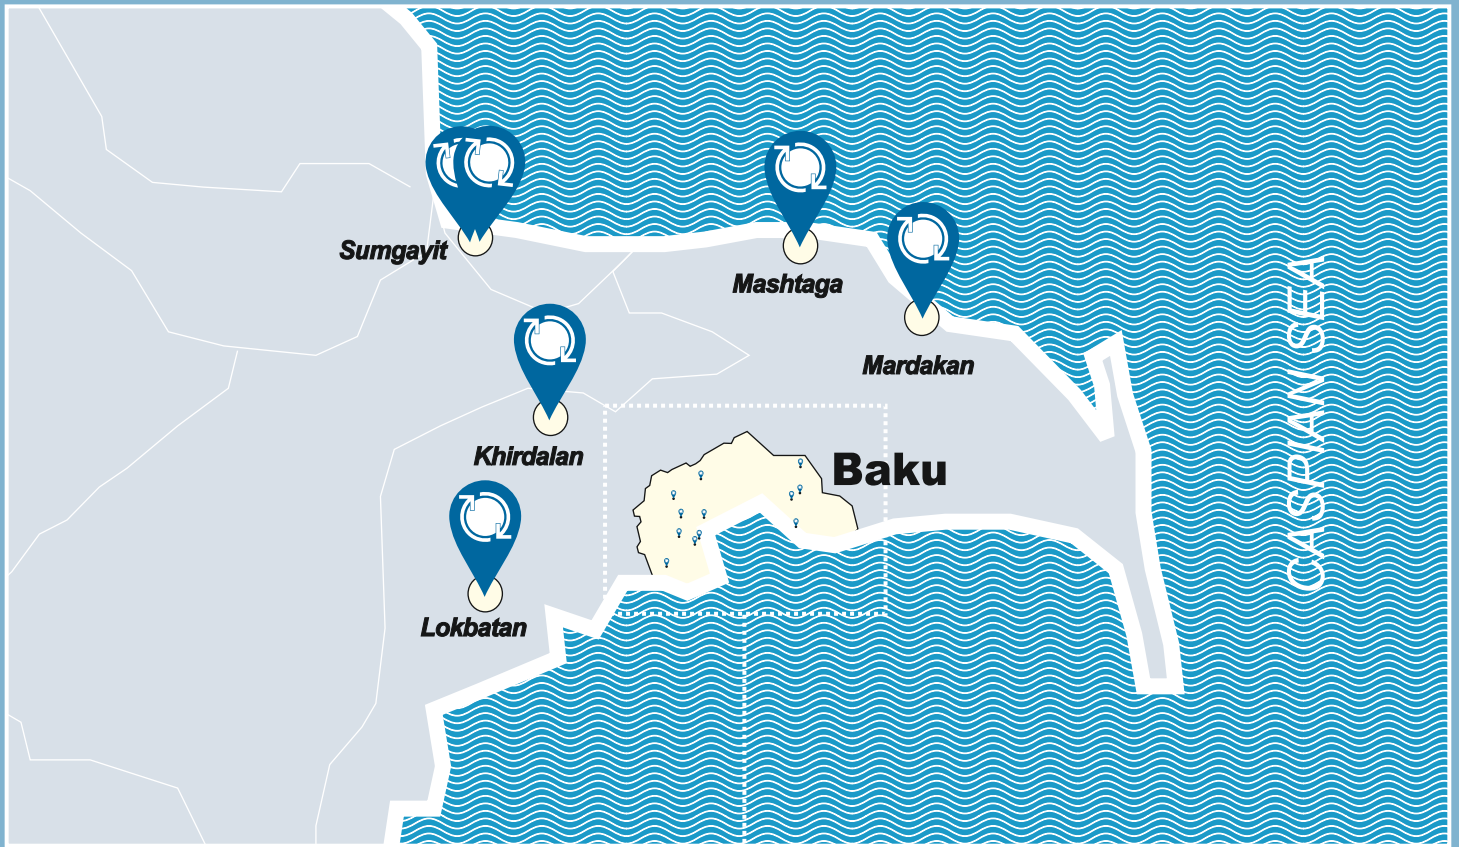 Sumgayit
Mashtaga
Mardakan
Khirdalan
Baku
Lokbatan
CASPIAN SEA